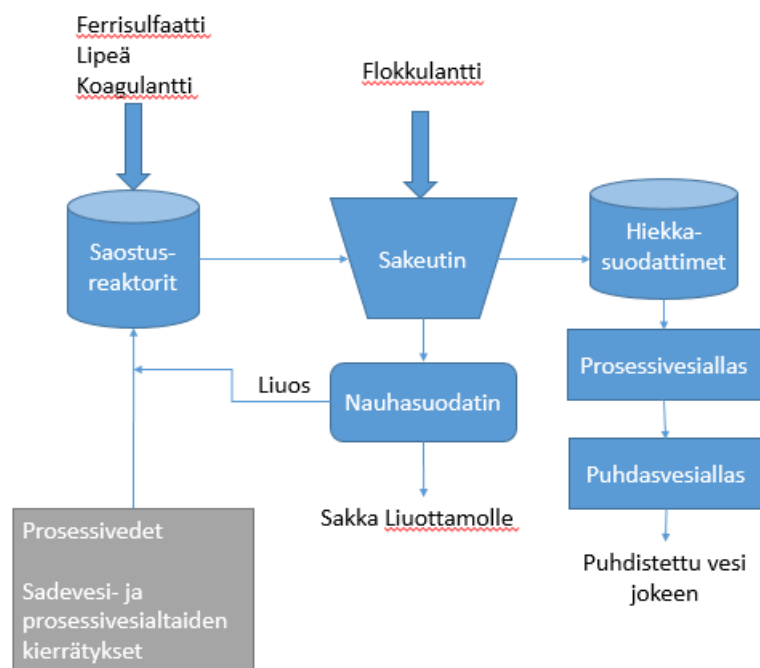 Ferrisulfaatti
Lipeä
Koagulantti
Flokkulantti
Saostus-
reaktorit
Sakeutin
Hiekka-
suodattimet
Prosessivesiallas
Liuos
Nauhasuodatin
Puhdasvesiallas
Sakka Liuottamolle
Prosessivedet
Sadevesi- ja
prosessivesialtaiden
kierrätykset
Puhdistettu vesi
jokeen